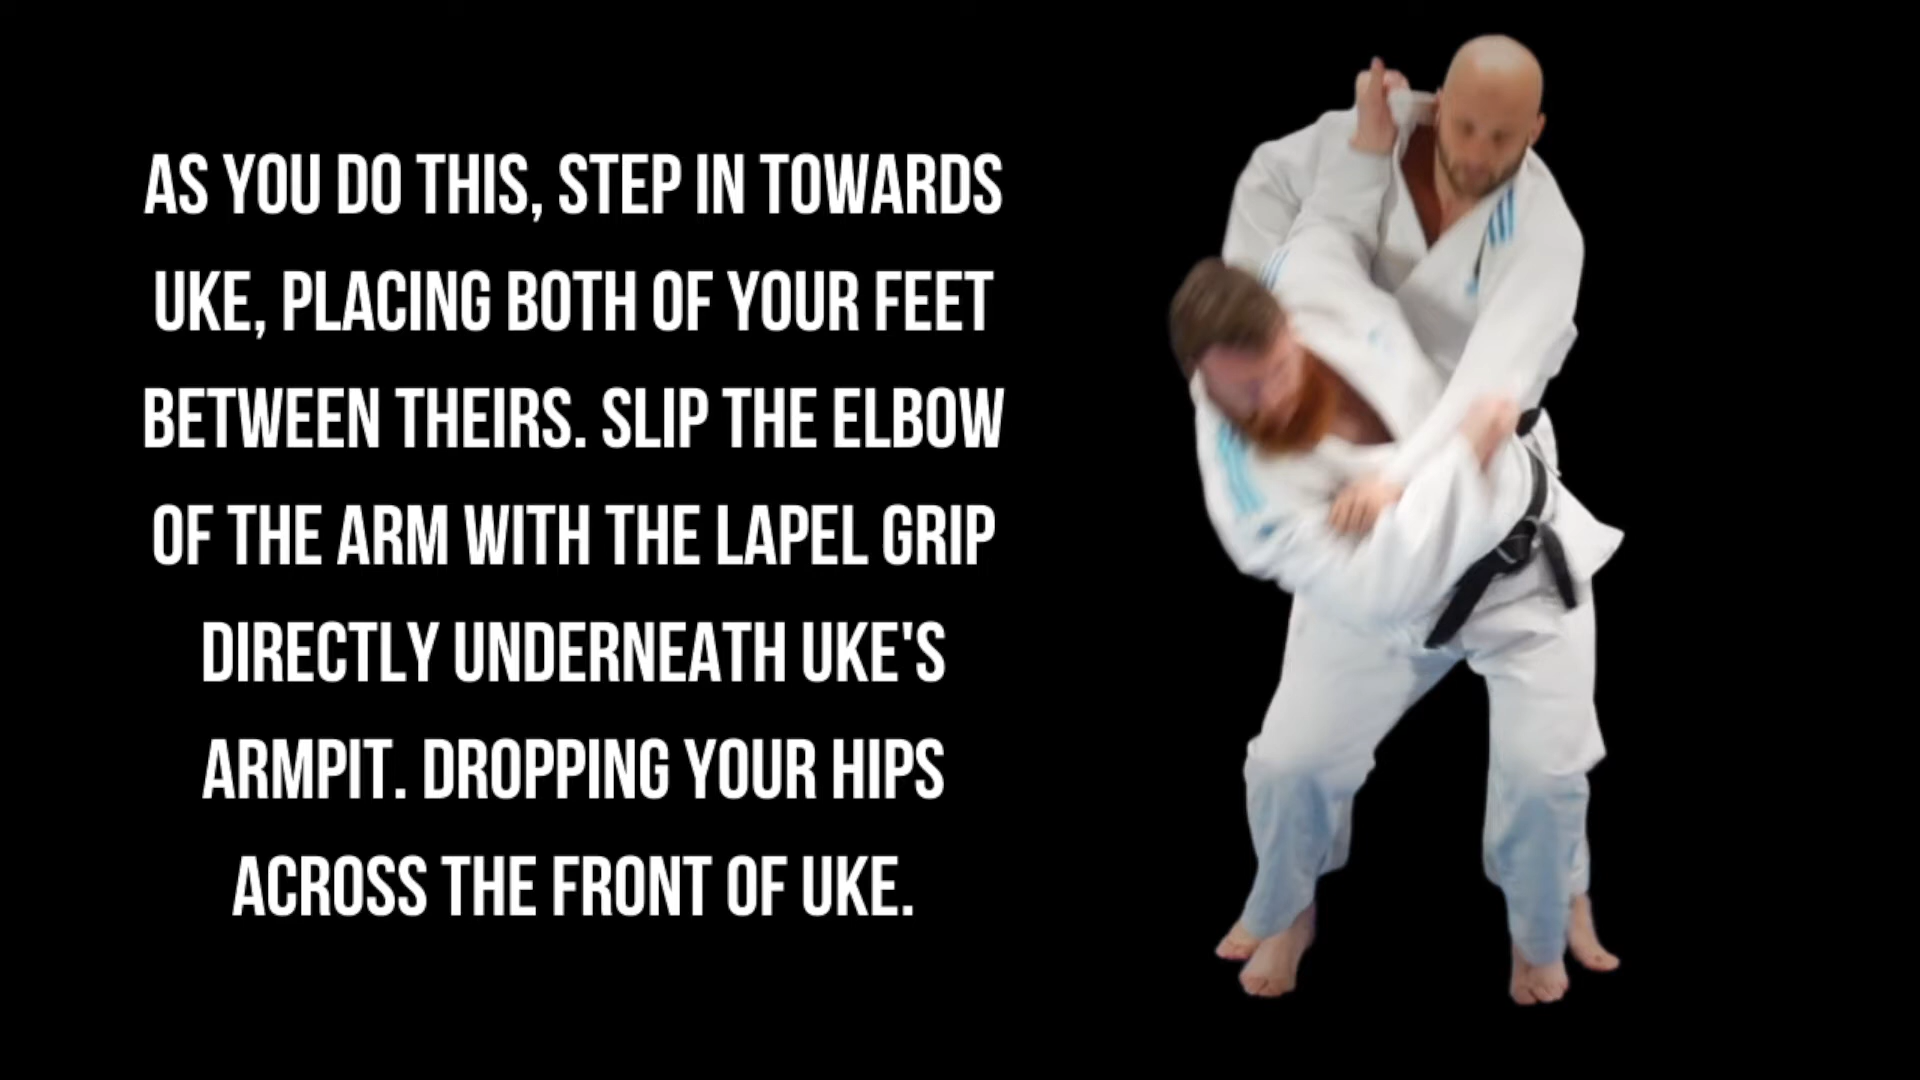 AS YOU DO THIS, STEP IN TOWARDS
UKE, PLACING BOTH OF YOUR FEET
BETWEEN THEIRS. SLIP THE ELBOW
OF THE ARM WITH THE LAPEL GRIP
DIRECTLY UNDERNEATH UKE'S
ARMPIT. DROPPING YOUR HIPS
ACROSS THE FRONT OF UKE.